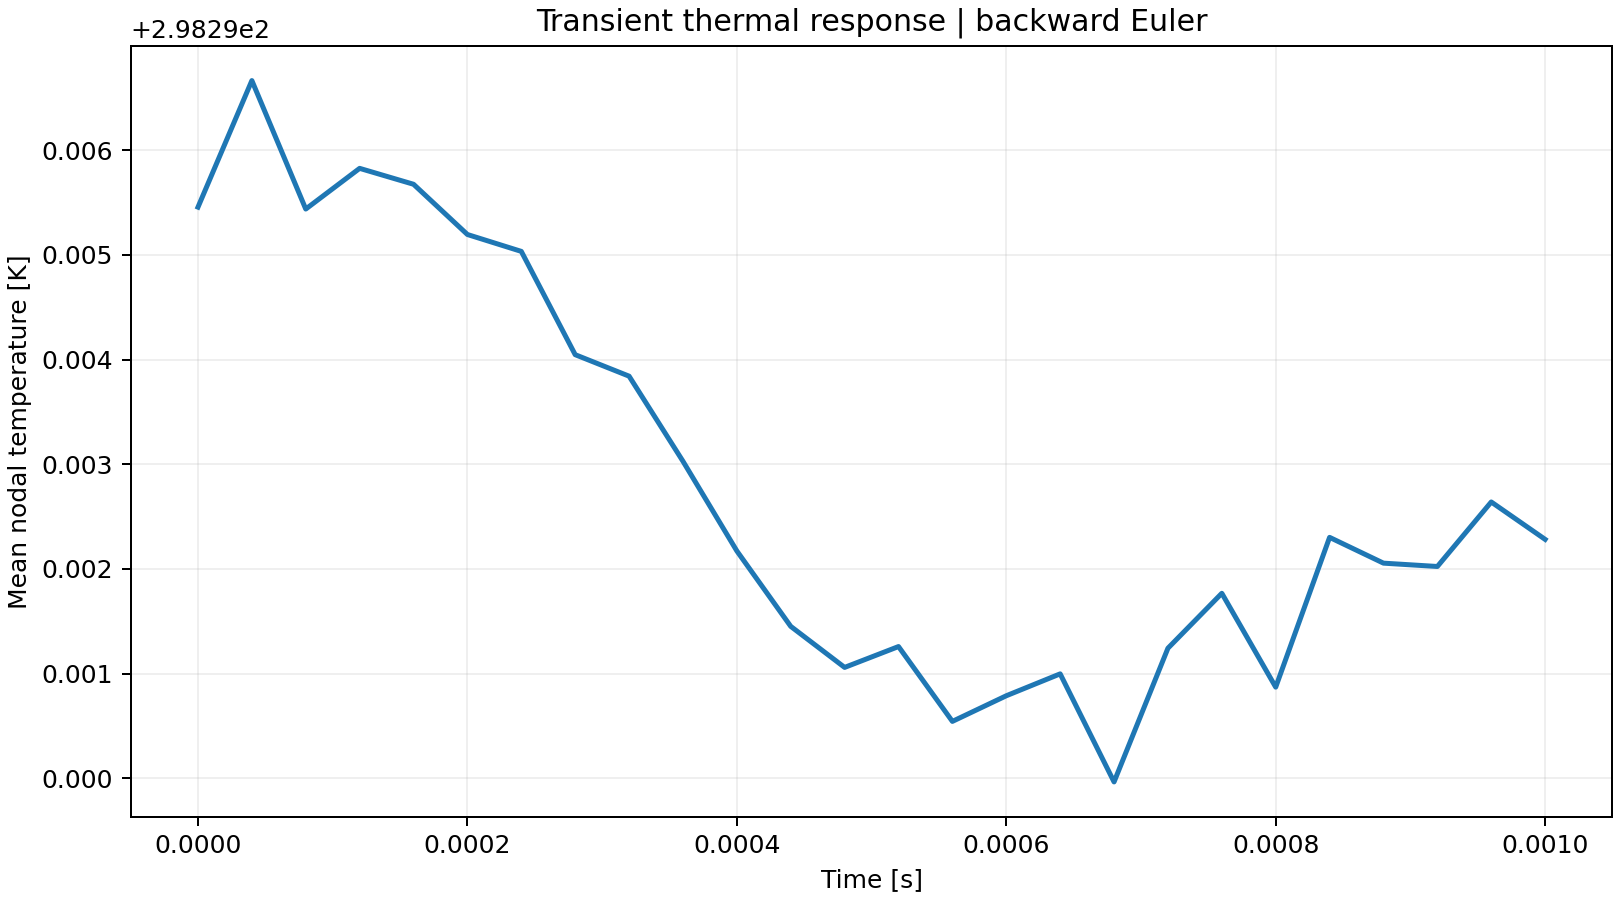 Transient thermal response | backward Euler
+2.9829e2
0.006
0.005
0.004
0.003
0.002
0.001
0.000
Mean nodal temperature [K]
0.0000 0.0002 0.0004 0.0006 0.0008 0.0010
Time [s]